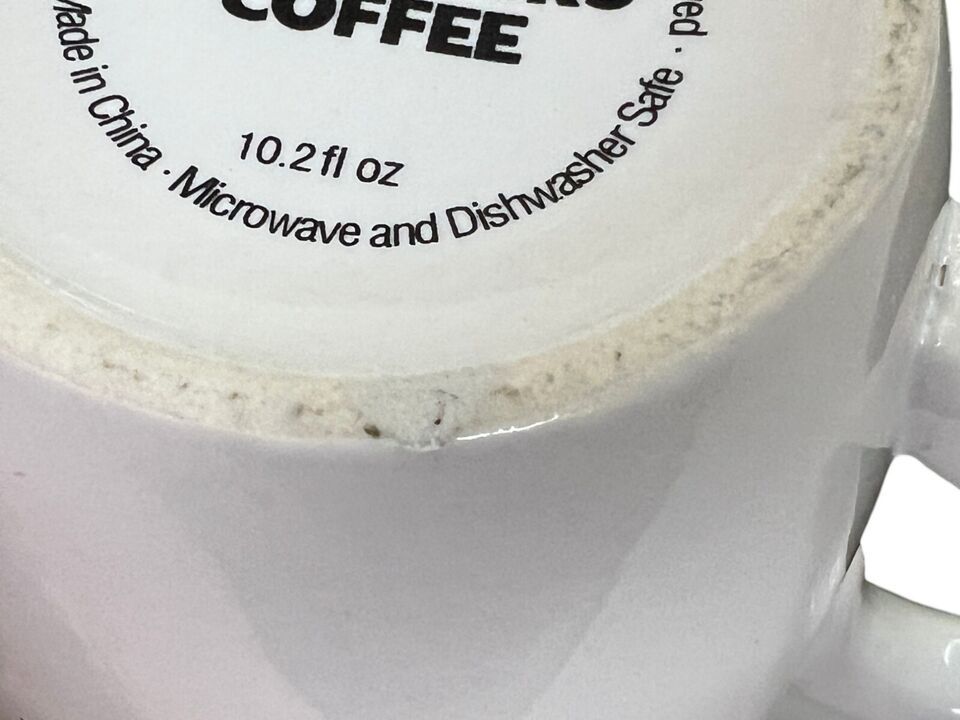 COFFEE
10.2 fl oz
Made in China · Microwave and Dishwasher Safe ·